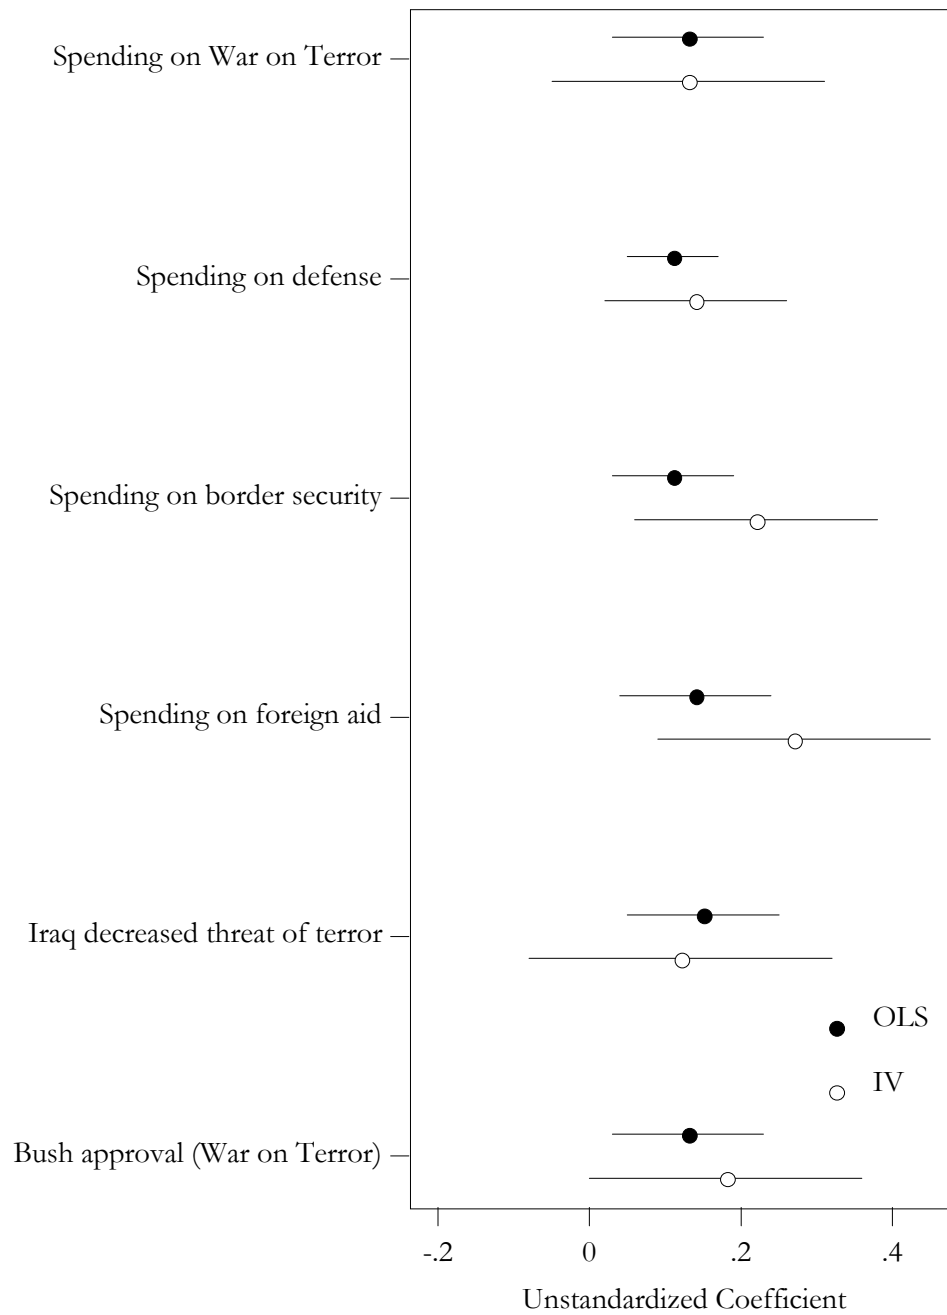 Spending on War on Terror
Spending on defense
Spending on border security
Spending on foreign aid
Iraq decreased threat of terror
OLS
IV
Bush approval (War on Terror)
-.2 0 .2 .4
Unstandardized Coefficient